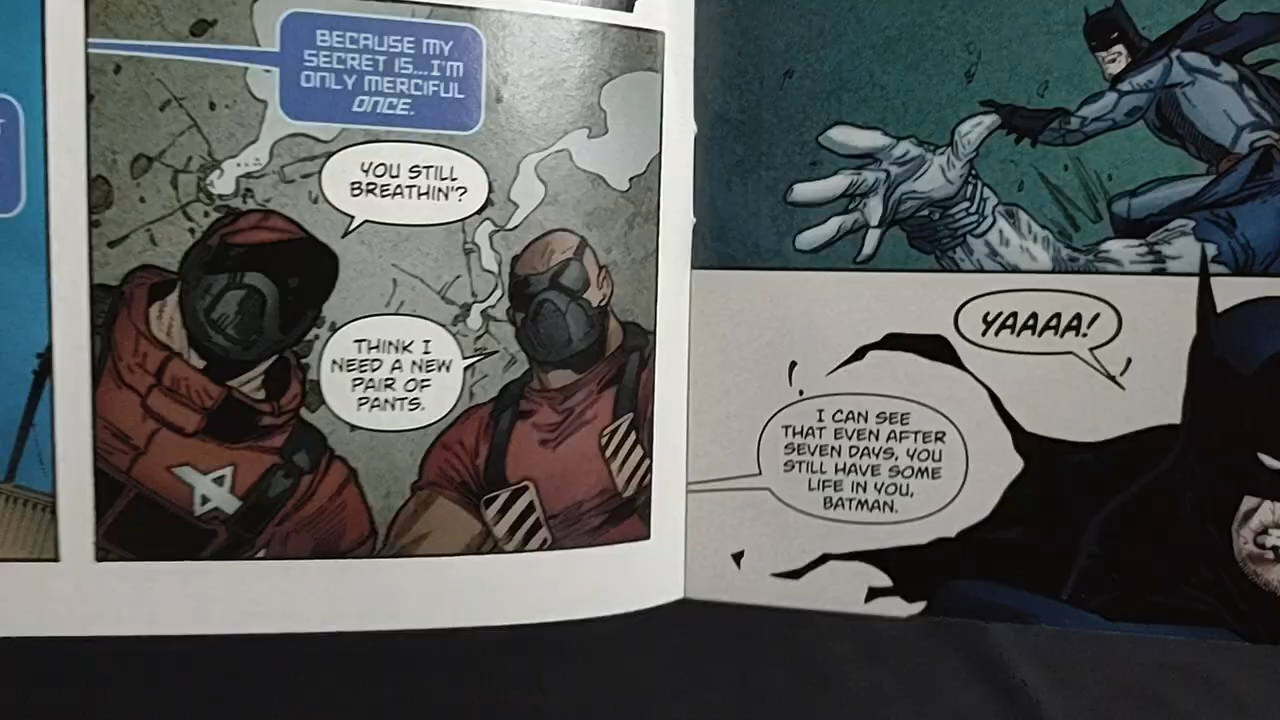 BECAUSE MY
SECRET IS...I'M
ONLY MERCIFUL
ONCE.
YOU STILL
BREATHIN'?
THINK I
NEED A NEW
PAIR OF
PANTS.
YAAAA!
I CAN SEE
THAT EVEN AFTER
SEVEN DAYS, YOU
STILL HAVE SOME
LIFE IN YOU,
BATMAN.